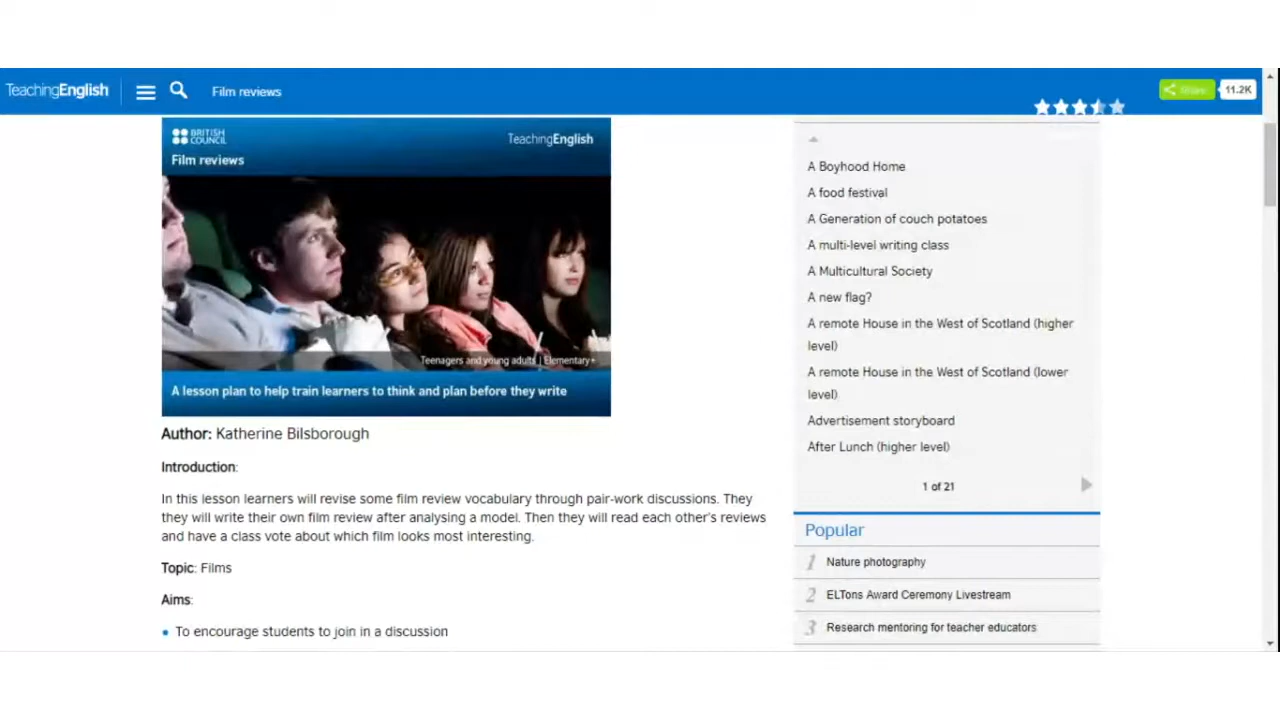 TeachingEnglish
Film reviews
Share
11.2K
BRITISH
COUNCIL
TeachingEnglish
Film reviews
Teenagers and young adults | Elementary+
A lesson plan to help train learners to think and plan before they write
Author: Katherine Bilsborough
Introduction:
In this lesson learners will revise some film review vocabulary through pair-work discussions. They
they will write their own film review after analysing a model. Then they will read each other's reviews
and have a class vote about which film looks most interesting.
Topic: Films
Aims:
To encourage students to join in a discussion
A Boyhood Home
A food festival
A Generation of couch potatoes
A multi-level writing class
A Multicultural Society
A new flag?
A remote House in the West of Scotland (higher
level)
A remote House in the West of Scotland (lower
level)
Advertisement storyboard
After Lunch (higher level)
1 of 21
Popular
1 Nature photography
2 ELTons Award Ceremony Livestream
3 Research mentoring for teacher educators